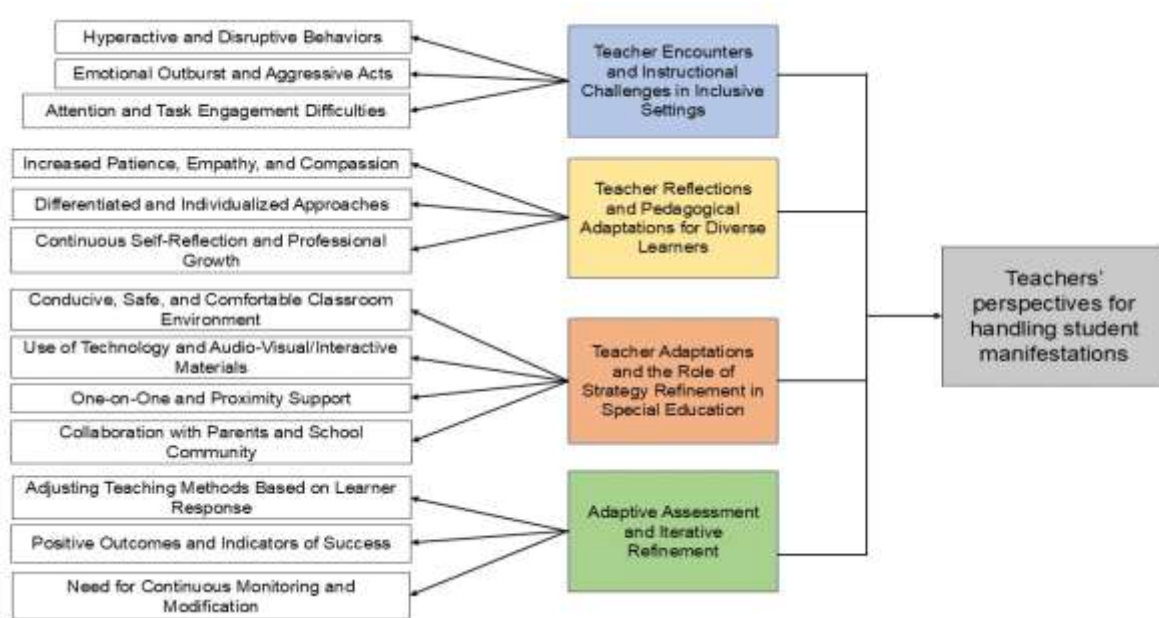 Hyperactive and Disruptive Behaviors
Emotional Outburst and Aggressive Acts
Attention and Task Engagement Difficulties
Teacher Encounters
and Instructional
Challenges in Inclusive
Settings
Increased Patience, Empathy, and Compassion
Differentiated and Individualized Approaches
Continuous Self-Reflection and Professional
Growth
Teacher Reflections
and Pedagogical
Adaptations for Diverse
Learners
Conducive, Safe, and Comfortable Classroom
Environment
Use of Technology and Audio-Visual/Interactive
Materials
One-on-One and Proximity Support
Collaboration with Parents and School
Community
Teacher Adaptations
and the Role of
Strategy Refinement in
Special Education
Adjusting Teaching Methods Based on Learner
Response
Positive Outcomes and Indicators of Success
Need for Continuous Monitoring and
Modification
Adaptive Assessment
and Iterative
Refinement
Teachers'
perspectives for
handling student
manifestations